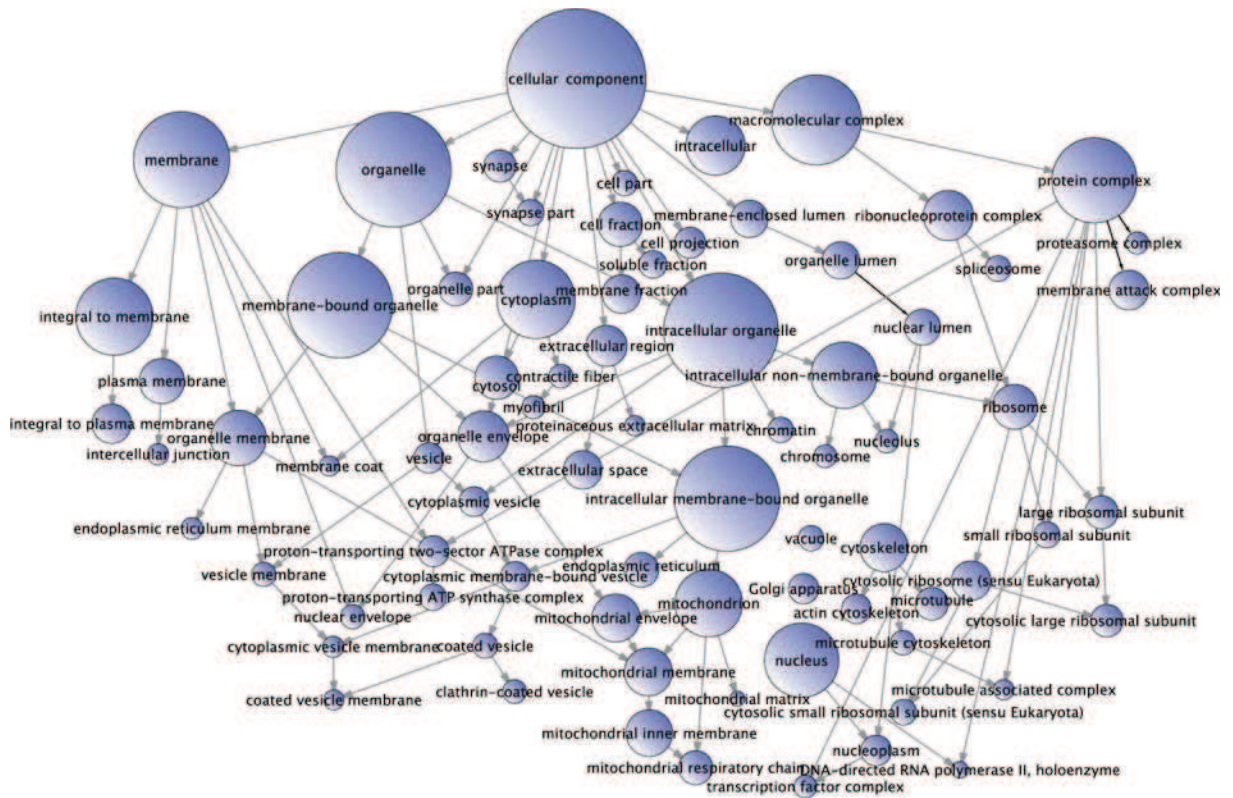 cellular component
macromolecular complex
intracellular
membrane
organelle
synapse
cell part
protein complex
synapse part
cell fraction
membrane-enclosed lumen
ribonucleoprotein complex
cell projection
proteasome complex
soluble fraction
organelle lumen
spliceosome
organelle part
membrane fraction
membrane attack complex
membrane-bound organelle
cytoplasm
integral to membrane
intracellular organelle
nuclear lumen
extracellular region
plasma membrane
cytosol
contractile fiber
intracellular non-membrane-bound organelle
myofibril
ribosome
integral to plasma membrane
organelle membrane
organelle envelope
proteinaceous extracellular matrix
chromatin
nucleolus
intercellular junction
membrane coat
vesicle
extracellular space
chromosome
cytoplasmic vesicle
intracellular membrane-bound organelle
large ribosomal subunit
endoplasmic reticulum membrane
vacuole
cytoskeleton
small ribosomal subunit
proton-transporting two-sector ATPase complex
vesicle membrane
cytoplasmic membrane-bound vesicle
endoplasmic reticulum
cytosolic ribosome (sensu Eukaryota)
Golgi apparatus
proton-transporting ATP synthase complex
nuclear envelope
mitochondrial envelope
mitochondrion
actin cytoskeleton
microtubule
cytosolic large ribosomal subunit
cytoplasmic vesicle membrane
coated vesicle
microtubule cytoskeleton
nucleus
mitochondrial membrane
coated vesicle membrane
clathrin-coated vesicle
mitochondrial matrix
microtubule associated complex
cytosolic small ribosomal subunit (sensu Eukaryota)
mitochondrial inner membrane
nucleoplasm
mitochondrial respiratory chain
DNA-directed RNA polymerase II, holoenzyme
transcription factor complex